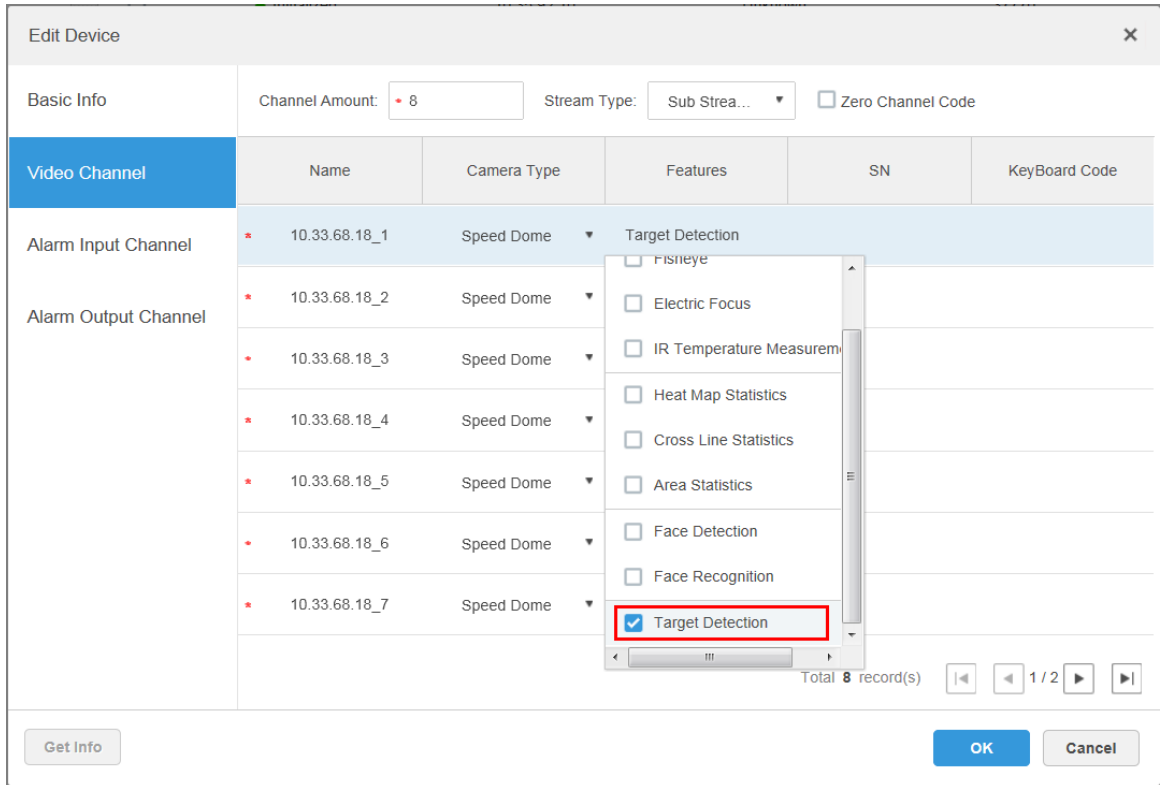 Edit Device
Basic Info
Channel Amount: * 8 Stream Type: Sub Strea... Zero Channel Code
Video Channel
Name Camera Type Features SN KeyBoard Code
Alarm Input Channel
* 10.33.68.18_1 Speed Dome Target Detection
Fisheye
Alarm Output Channel
* 10.33.68.18_2 Speed Dome
Electric Focus
* 10.33.68.18_3 Speed Dome
IR Temperature Measurem
Heat Map Statistics
* 10.33.68.18_4 Speed Dome
Cross Line Statistics
* 10.33.68.18_5 Speed Dome
Area Statistics
Face Detection
* 10.33.68.18_6 Speed Dome
Face Recognition
* 10.33.68.18_7 Speed Dome
Target Detection
Total 8 record(s) 1 / 2
Get Info OK Cancel